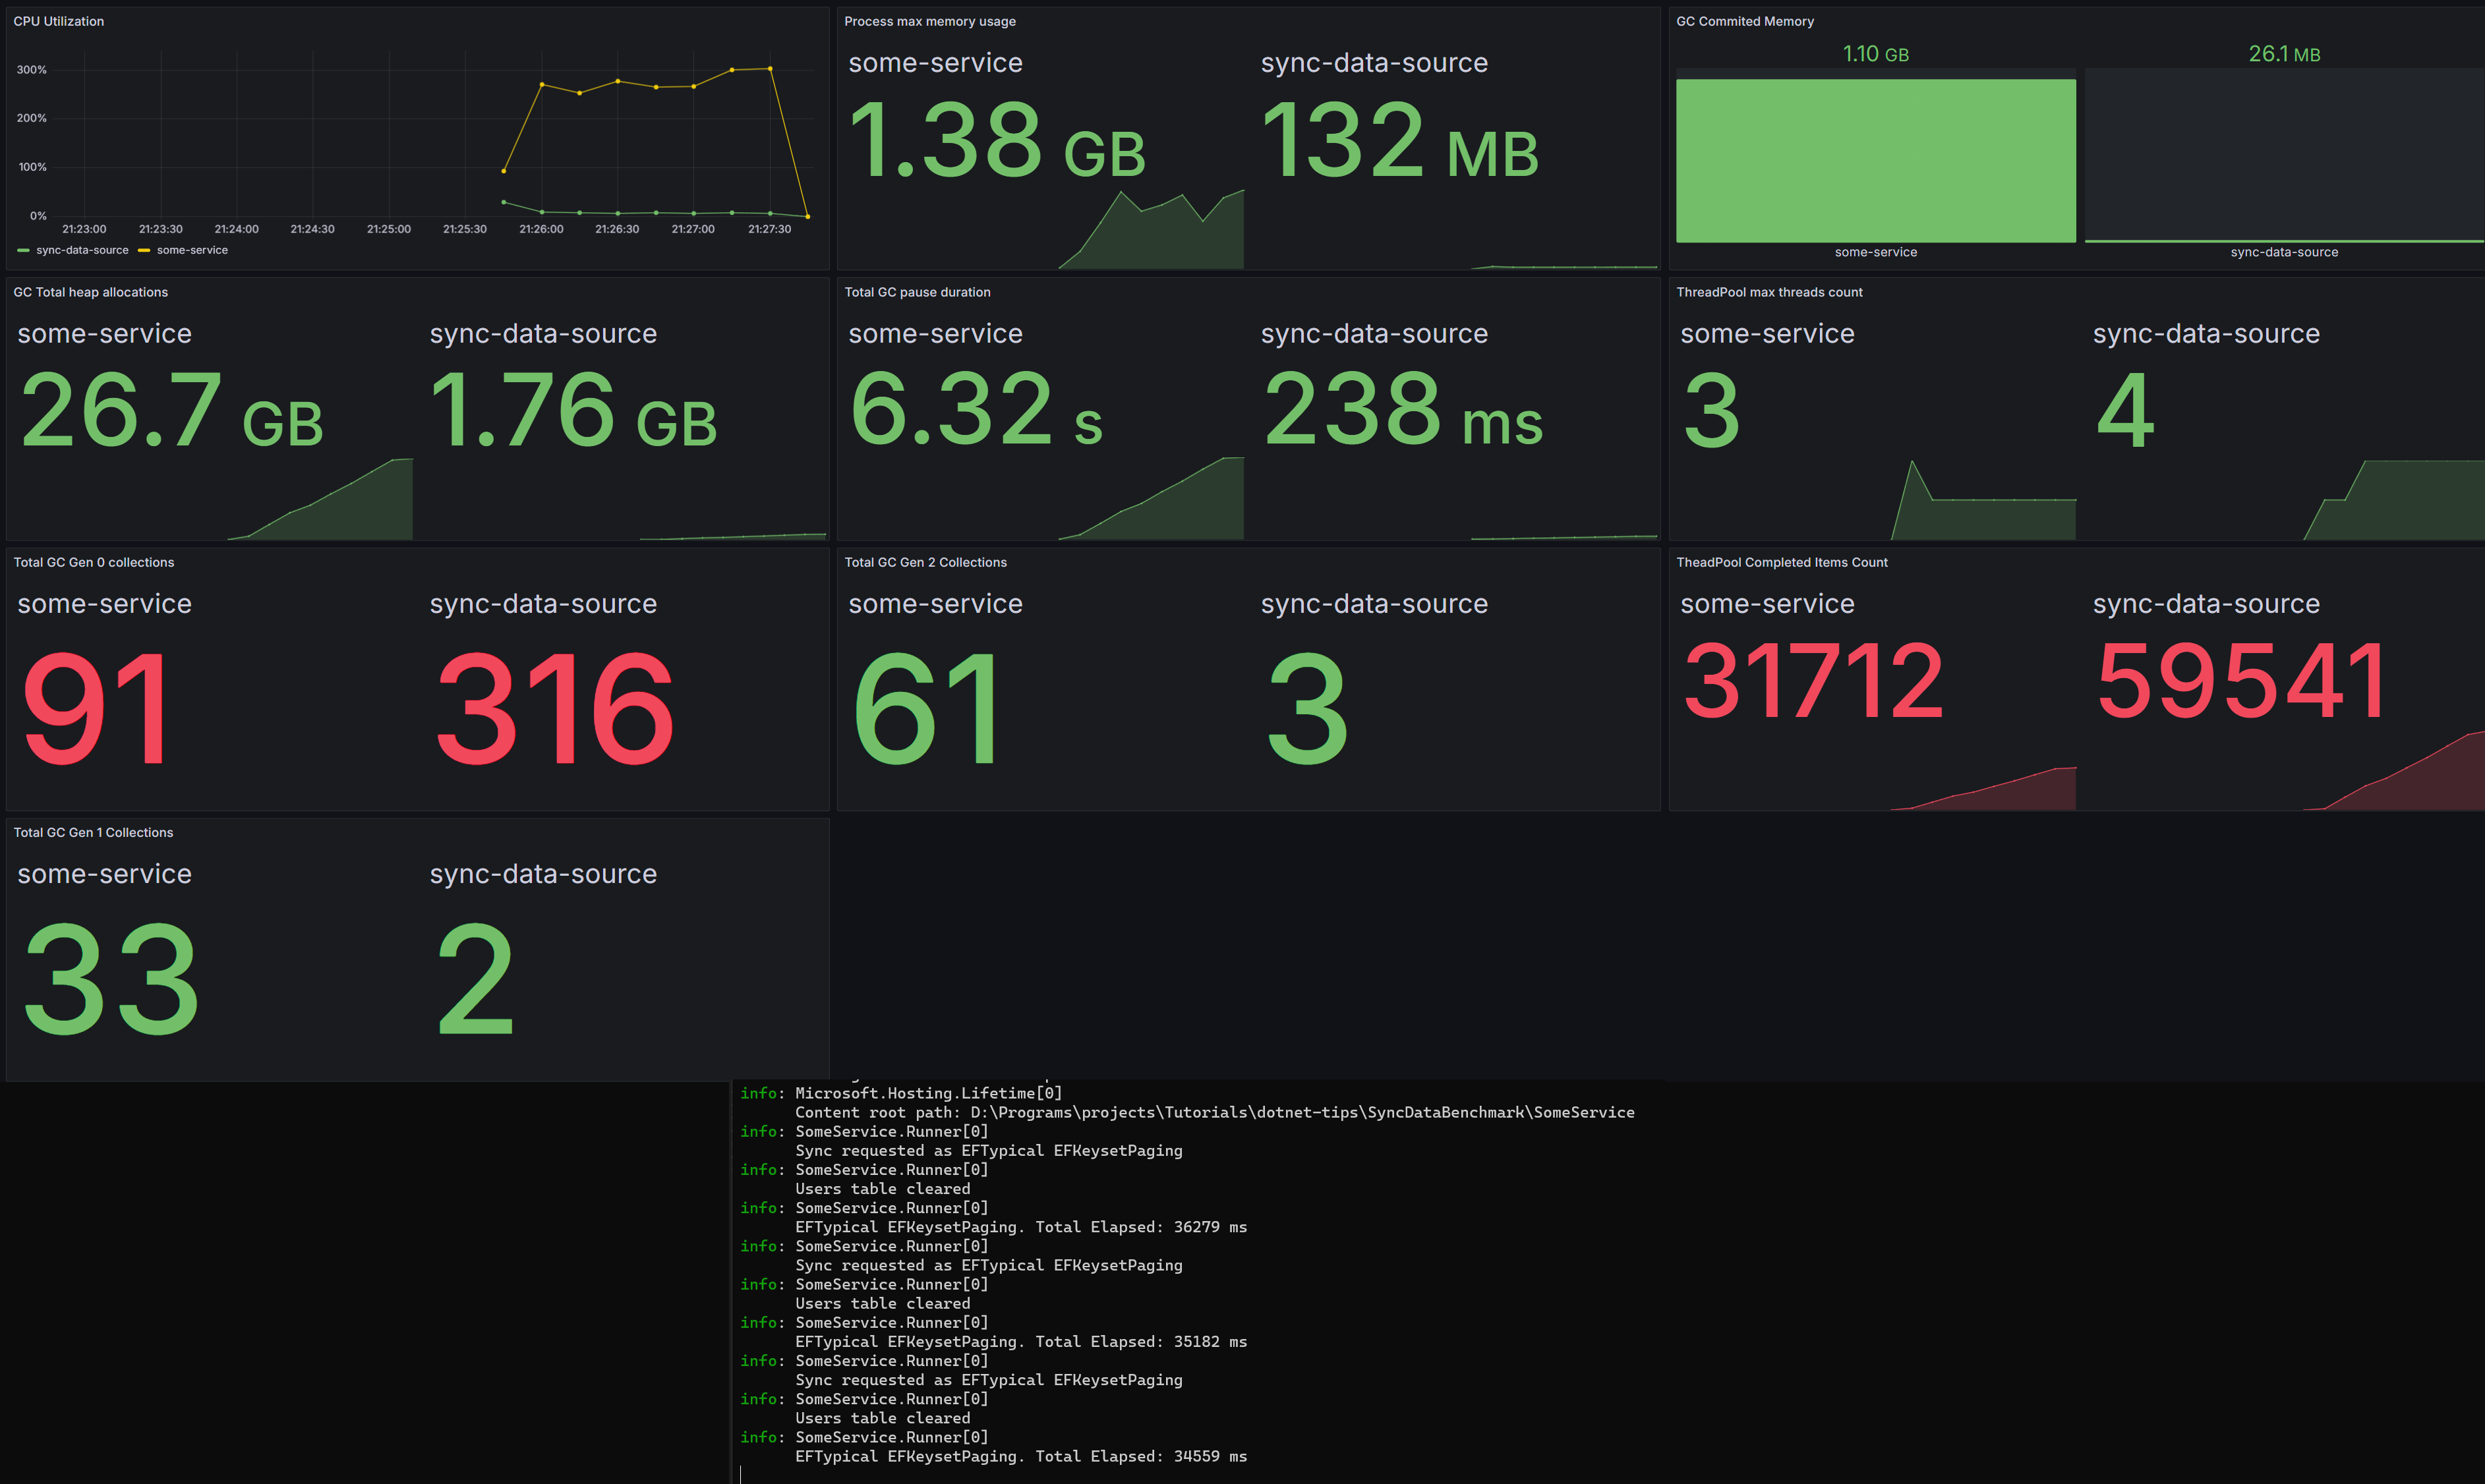 CPU Utilization
300%
200%
100%
0%
21:23:00 21:23:30 21:24:00 21:24:30 21:25:00 21:25:30 21:26:00 21:26:30 21:27:00 21:27:30
sync-data-source some-service
Process max memory usage
some-service sync-data-source
1.38 GB 132 MB
GC Commited Memory
1.10 GB 26.1 MB
some-service sync-data-source
GC Total heap allocations
some-service sync-data-source
26.7 GB 1.76 GB
Total GC pause duration
some-service sync-data-source
6.32 s 238 ms
ThreadPool max threads count
some-service sync-data-source
3 4
Total GC Gen 0 collections
some-service sync-data-source
91 316
Total GC Gen 2 Collections
some-service sync-data-source
61 3
TheadPool Completed Items Count
some-service sync-data-source
31712 59541
Total GC Gen 1 Collections
some-service sync-data-source
33 2
info: Microsoft.Hosting.Lifetime[0]
Content root path: D:\Programs\projects\Tutorials\dotnet-tips\SyncDataBenchmark\SomeService
info: SomeService.Runner[0]
Sync requested as EFTypical EFKeysetPaging
info: SomeService.Runner[0]
Users table cleared
info: SomeService.Runner[0]
EFTypical EFKeysetPaging. Total Elapsed: 36279 ms
info: SomeService.Runner[0]
Sync requested as EFTypical EFKeysetPaging
info: SomeService.Runner[0]
Users table cleared
info: SomeService.Runner[0]
EFTypical EFKeysetPaging. Total Elapsed: 35182 ms
info: SomeService.Runner[0]
Sync requested as EFTypical EFKeysetPaging
info: SomeService.Runner[0]
Users table cleared
info: SomeService.Runner[0]
EFTypical EFKeysetPaging. Total Elapsed: 34559 ms